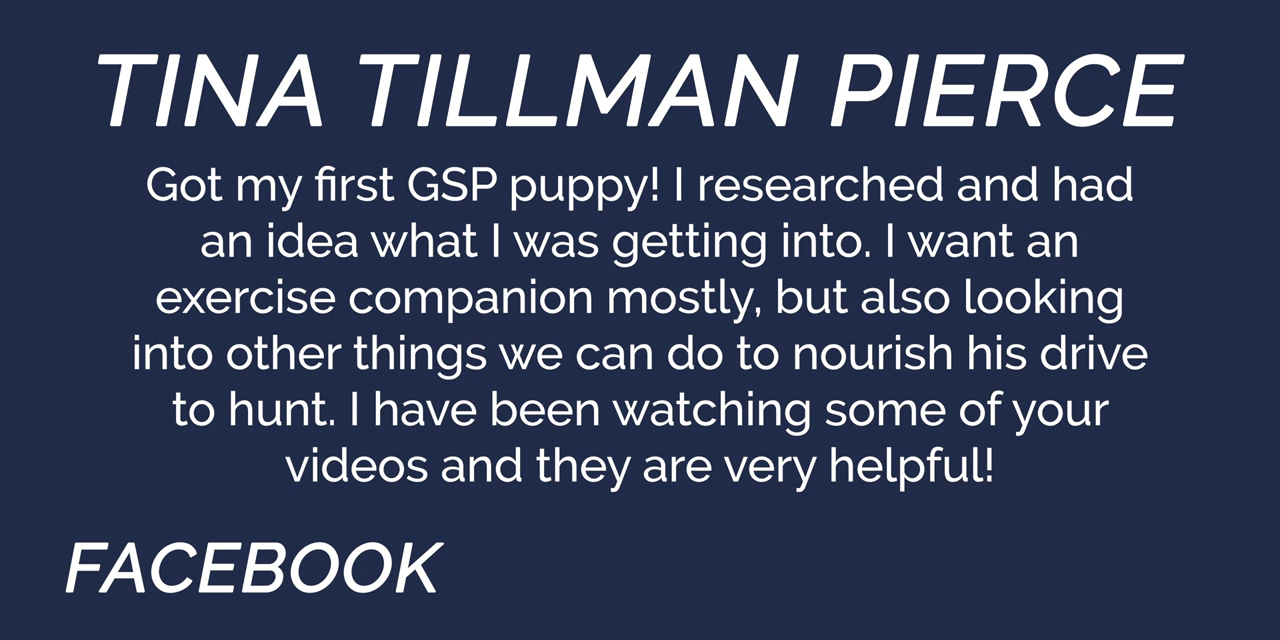 TINA TILLMAN PIERCE
Got my first GSP puppy! I researched and had
an idea what I was getting into. I want an
exercise companion mostly, but also looking
into other things we can do to nourish his drive
to hunt. I have been watching some of your
videos and they are very helpful!
FACEBOOK